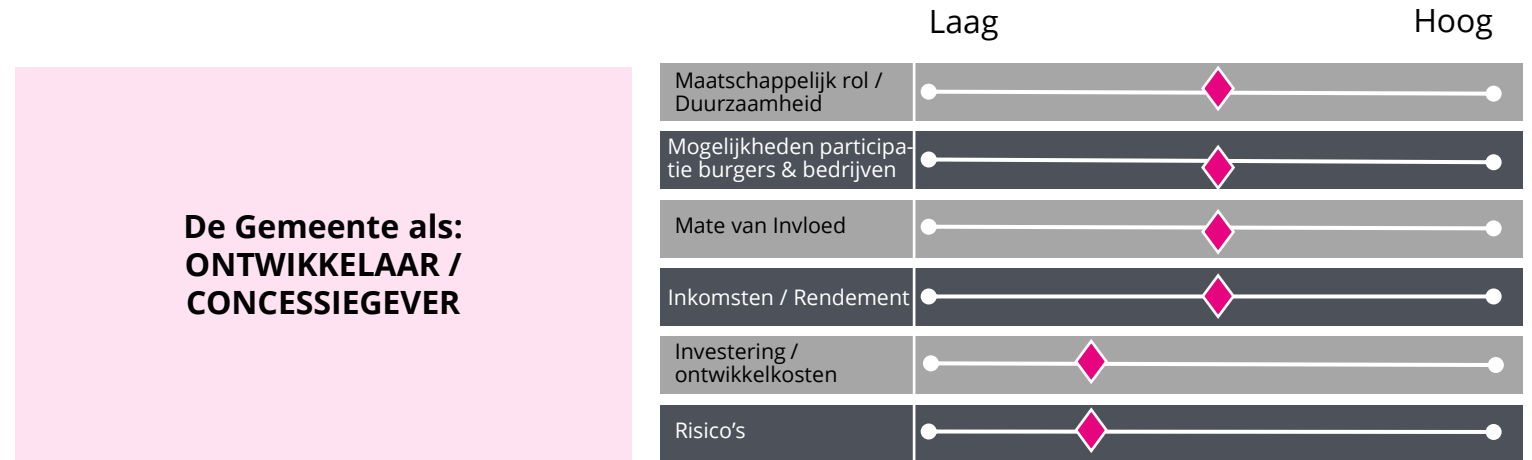 Laag
Hoog
De Gemeente als:
ONTWIKKELAAR /
CONCESSIEGEVER
Maatschappelijk rol /
Duurzaamheid
Mogelijkheden participa-
tie burgers & bedrijven
Mate van Invloed
Inkomsten / Rendement
Investering /
ontwikkelkosten
Risico’s